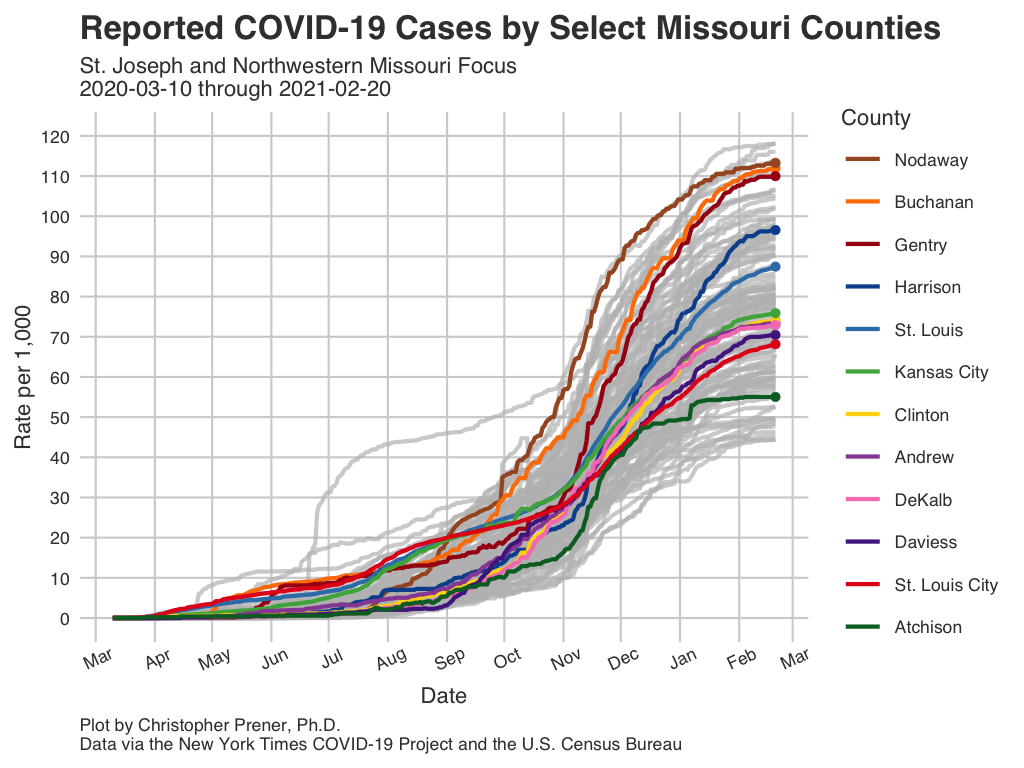 Reported COVID-19 Cases by Select Missouri Counties
St. Joseph and Northwestern Missouri Focus
2020-03-10 through 2021-02-20
County
Nodaway
Buchanan
Gentry
Harrison
St. Louis
Kansas City
Clinton
Andrew
DeKalb
Daviess
St. Louis City
Atchison
Rate per 1,000
120
110
100
90
80
70
60
50
40
30
20
10
0
Mar Apr May Jun Jul Aug Sep Oct Nov Dec Jan Feb Mar
Date
Plot by Christopher Prener, Ph.D.
Data via the New York Times COVID-19 Project and the U.S. Census Bureau